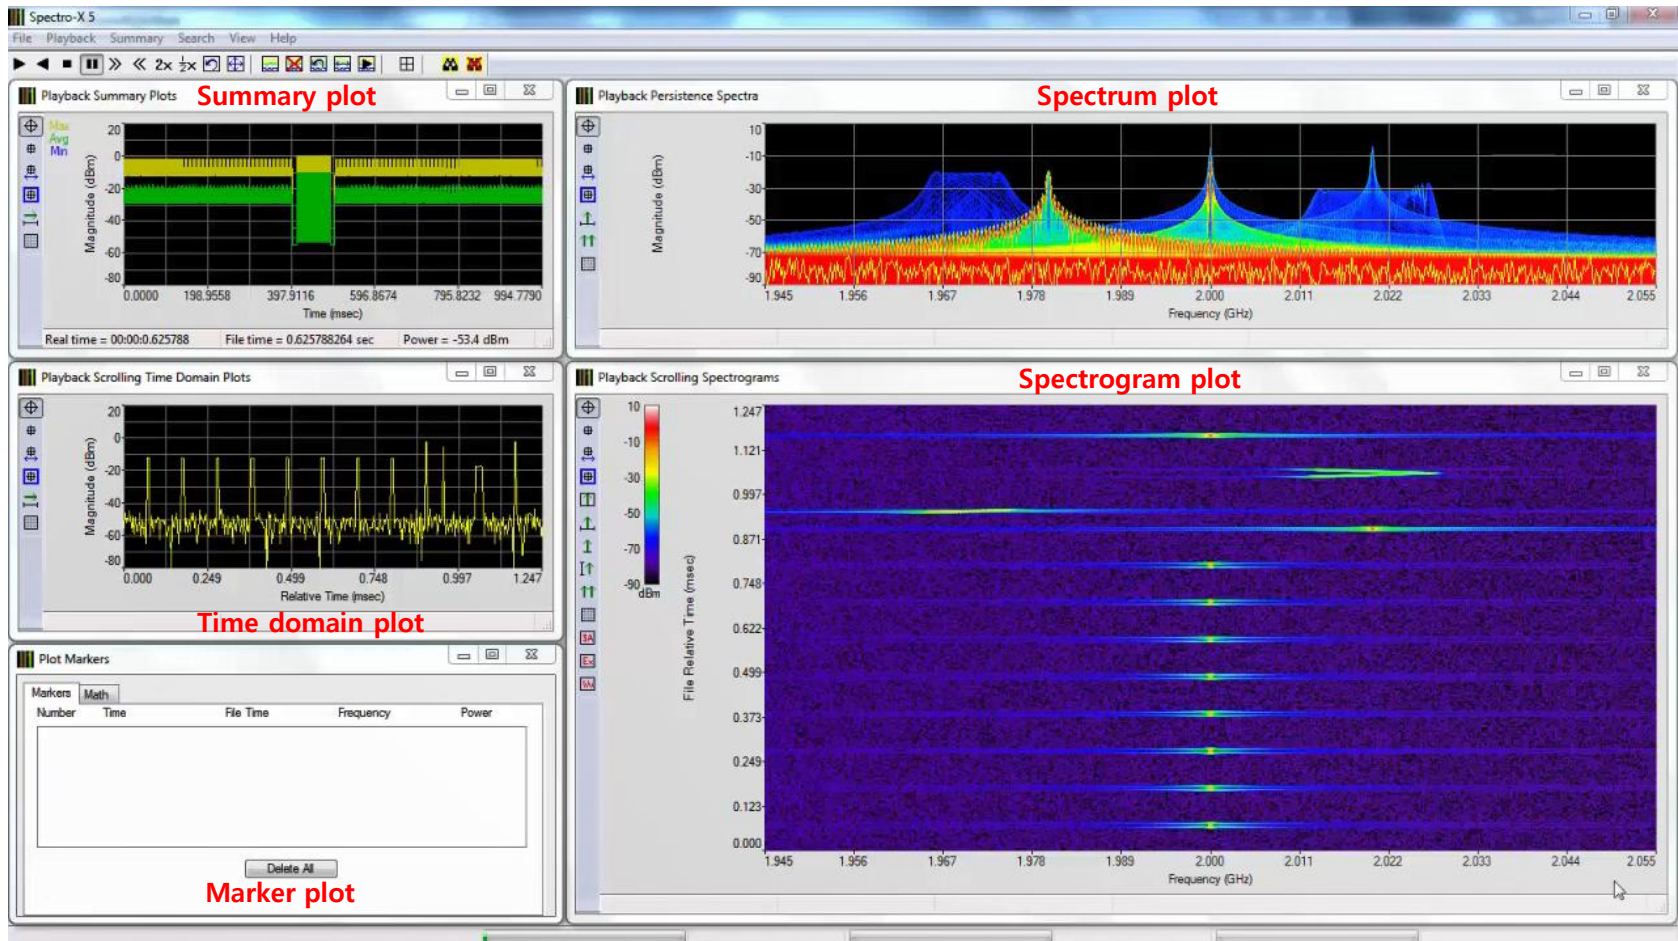 Spectro-X 5
File Playback Summary Search View Help
2x ½x
Playback Summary Plots
Summary plot
Max
Avg
Min
Magnitude (dBm)
20
0
-20
-40
-60
-80
0.0000 198.9558 397.9116 596.8674 795.8232 994.7790
Time (msec)
Real time = 00:00:0.625788 File time = 0.625788264 sec Power = -53.4 dBm
Playback Persistence Spectra
Spectrum plot
Magnitude (dBm)
10
-10
-30
-50
-70
-90
1.945 1.956 1.967 1.978 1.989 2.000 2.011 2.022 2.033 2.044 2.055
Frequency (GHz)
Playback Scrolling Time Domain Plots
Magnitude (dBm)
20
0
-20
-40
-60
-80
0.000 0.249 0.499 0.748 0.997 1.247
Relative Time (msec)
Time domain plot
Playback Scrolling Spectrograms
Spectrogram plot
10
-10
-30
-50
-70
-90
dBm
File Relative Time (msec)
1.247
1.121
0.997
0.871
0.748
0.622
0.499
0.373
0.249
0.123
0.000
1.945 1.956 1.967 1.978 1.989 2.000 2.011 2.022 2.033 2.044 2.055
Frequency (GHz)
Plot Markers
Markers Math
Number Time File Time Frequency Power
Delete All
Marker plot